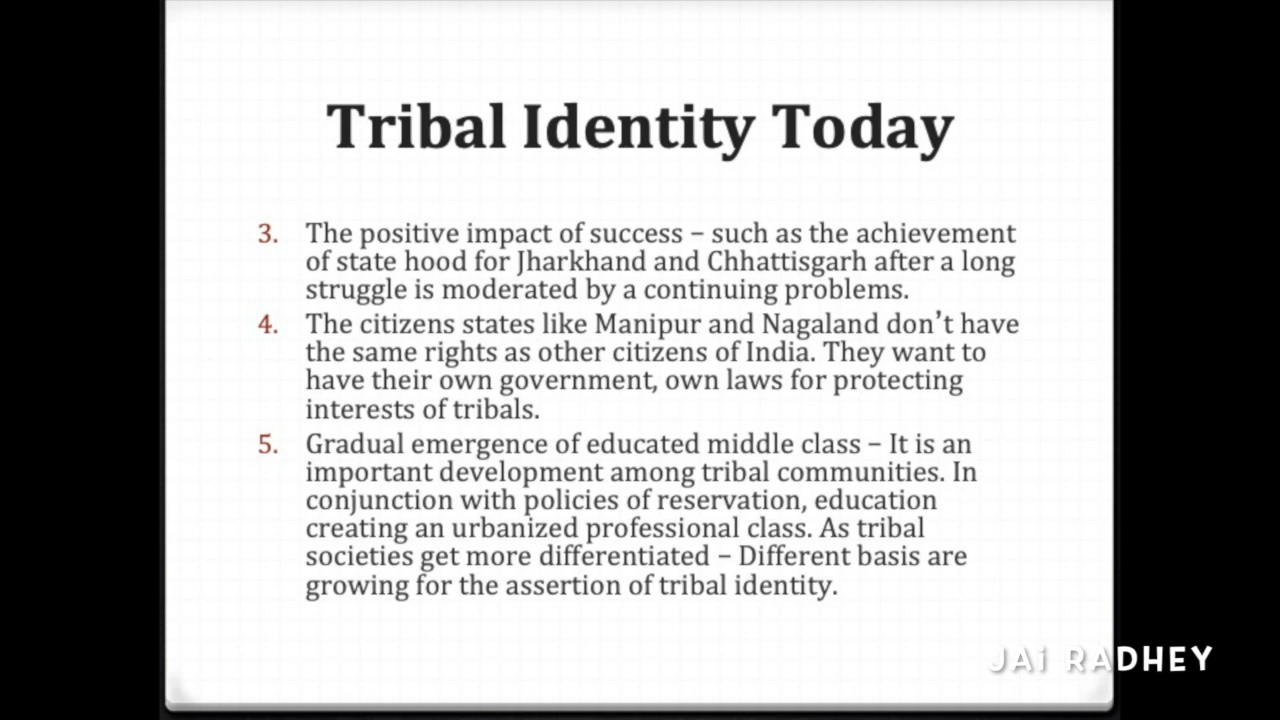 Tribal Identity Today
3. The positive impact of success – such as the achievement
of state hood for Jharkhand and Chhattisgarh after a long
struggle is moderated by a continuing problems.
4. The citizens states like Manipur and Nagaland don't have
the same rights as other citizens of India. They want to
have their own government, own laws for protecting
interests of tribals.
5. Gradual emergence of educated middle class – It is an
important development among tribal communities. In
conjunction with policies of reservation, education
creating an urbanized professional class. As tribal
societies get more differentiated – Different basis are
growing for the assertion of tribal identity.
JAi RADHEY